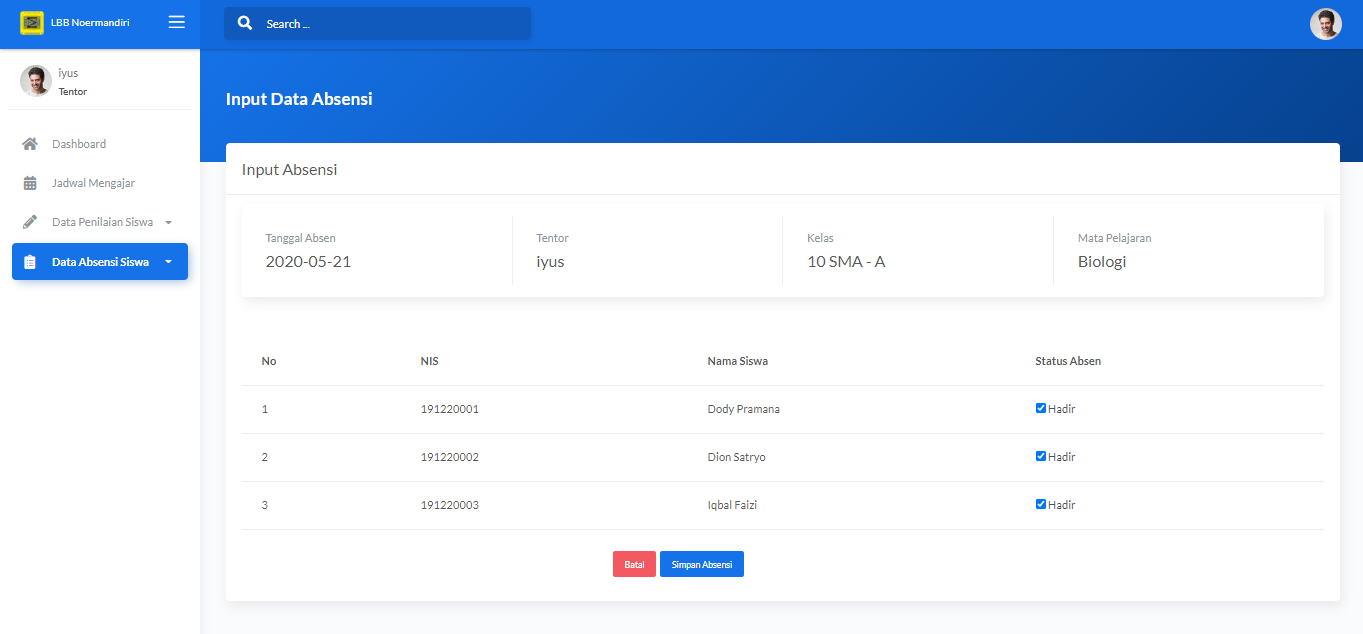 LBB Noermandiri
Search ...
iyus
Tentor
Dashboard
Jadwal Mengajar
Data Penilaian Siswa
Data Absensi Siswa
Input Data Absensi
Input Absensi
Tanggal Absen Tentor Kelas Mata Pelajaran
2020-05-21 iyus 10 SMA - A Biologi
No NIS Nama Siswa Status Absen
1 191220001 Dody Pramana Hadir
2 191220002 Dion Satryo Hadir
3 191220003 Iqbal Faizi Hadir
Batal Simpan Absensi